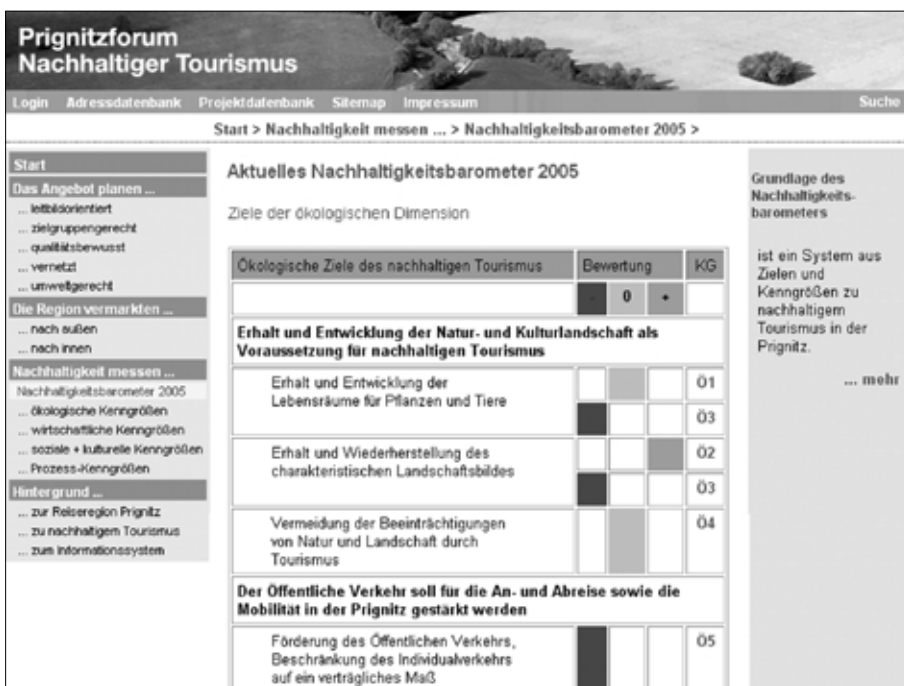 Prignitzforum
Nachhaltiger Tourismus
Login Adressdatenbank Projektdatenbank Sitemap Impressum Suche
Start > Nachhaltigkeit messen ... > Nachhaltigkeitsbarometer 2005 >
Start
Das Angebot planen ...
... leitbildorientiert
... zielgruppengerecht
... qualitätsbewusst
... vernetzt
... umweltgerecht
Die Region vermarkten ...
... nach außen
... nach innen
Nachhaltigkeit messen ...
Nachhaltigkeitsbarometer 2005
... ökologische Kenngrößen
... wirtschaftliche Kenngrößen
... soziale + kulturelle Kenngrößen
... Prozess-Kenngrößen
Hintergrund ...
... zur Reiseregion Prignitz
... zu nachhaltigem Tourismus
... zum Informationssystem
Aktuelles Nachhaltigkeitsbarometer 2005
Ziele der ökologischen Dimension
Ökologische Ziele des nachhaltigen Tourismus Bewertung KG
- 0 +
Erhalt und Entwicklung der Natur- und Kulturlandschaft als
Voraussetzung für nachhaltigen Tourismus
Erhalt und Entwicklung der
Lebensräume für Pflanzen und Tiere
Ö1
Ö3
Erhalt und Wiederherstellung des
charakteristischen Landschaftsbildes
Ö2
Ö3
Vermeidung der Beeinträchtigungen
von Natur und Landschaft durch
Tourismus
Ö4
Der Öffentliche Verkehr soll für die An- und Abreise sowie die
Mobilität in der Prignitz gestärkt werden
Förderung des Öffentlichen Verkehrs,
Beschränkung des Individualverkehrs
auf ein verträgliches Maß
Ö5
Grundlage des
Nachhaltigkeits-
barometers
ist ein System aus
Zielen und
Kenngrößen zu
nachhaltigem
Tourismus in der
Prignitz.
... mehr